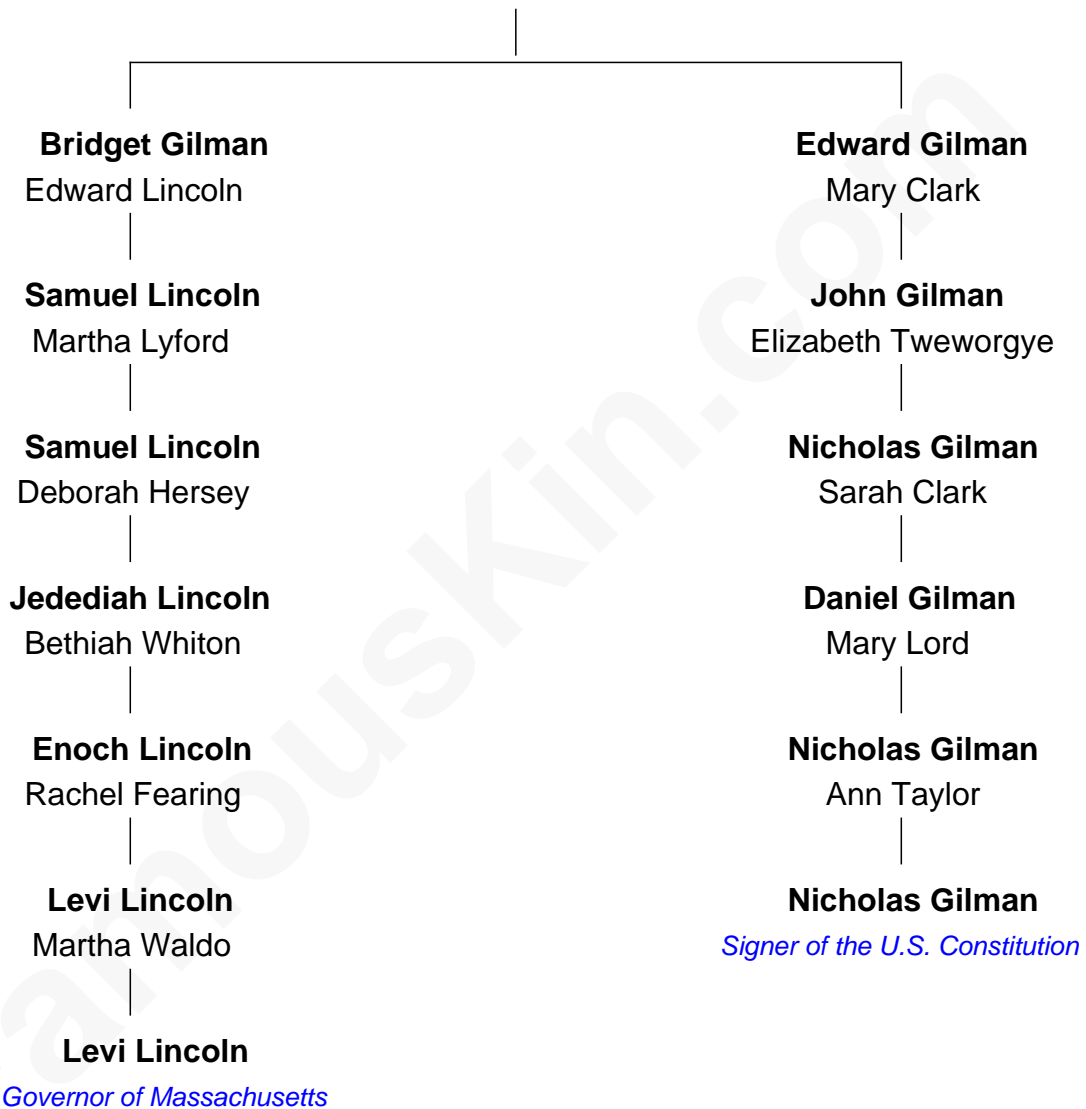 Bridget Gilman
Edward Lincoln
Samuel Lincoln
Martha Lyford
Samuel Lincoln
Deborah Hersey
Jedediah Lincoln
Bethiah Whiton
Enoch Lincoln
Rachel Fearing
Levi Lincoln
Martha Waldo
Levi Lincoln
Governor of Massachusetts
Edward Gilman
Mary Clark
John Gilman
Elizabeth Tweworgye
Nicholas Gilman
Sarah Clark
Daniel Gilman
Mary Lord
Nicholas Gilman
Ann Taylor
Nicholas Gilman
Signer of the U.S. Constitution
amousKin.com